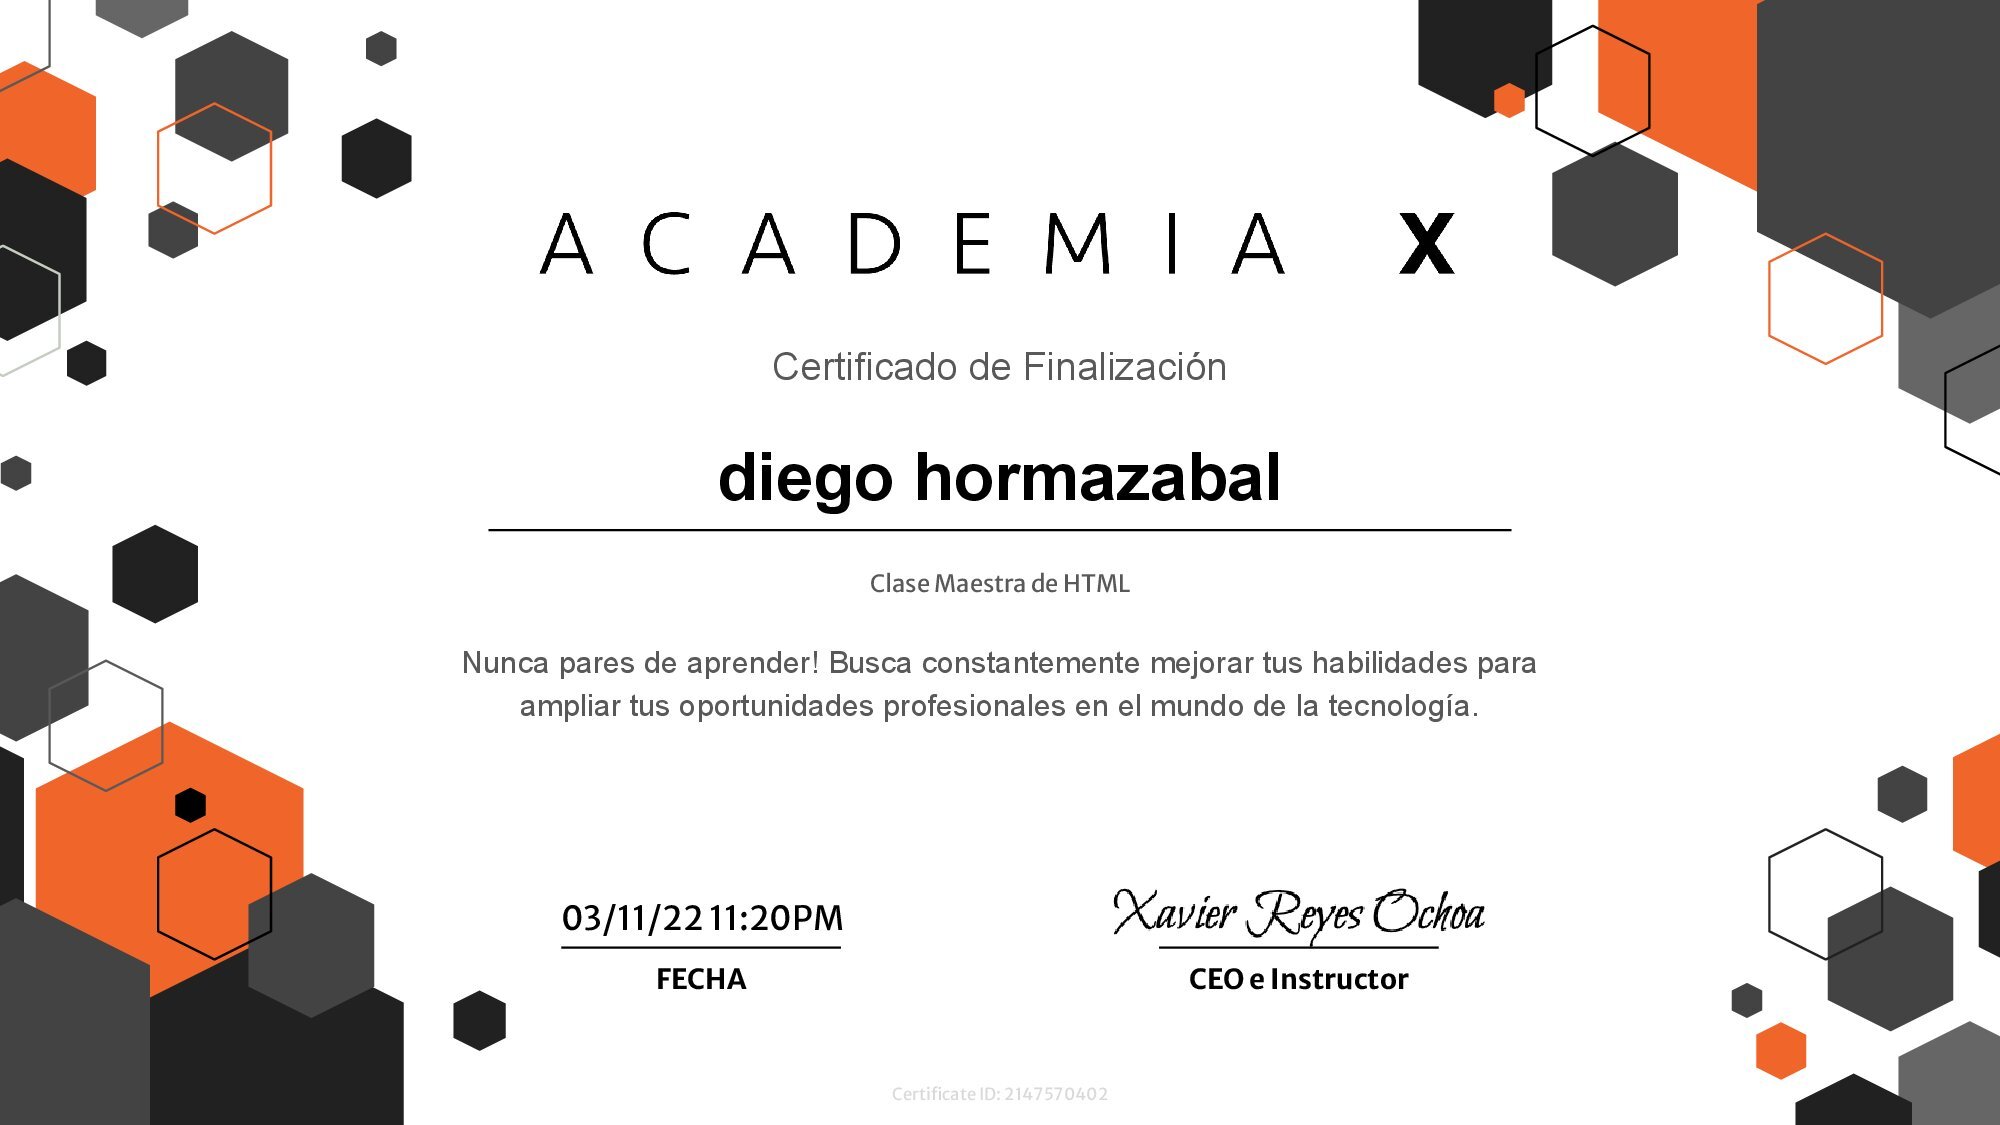 ACADEMIA X
Certificado de Finalización
diego hormazabal
Clase Maestra de HTML
Nunca pares de aprender! Busca constantemente mejorar tus habilidades para
ampliar tus oportunidades profesionales en el mundo de la tecnología.
03/11/22 11:20PM
FECHA
Xavier Reyes Ochoa
CEO e Instructor
Certificate ID: 2147570402